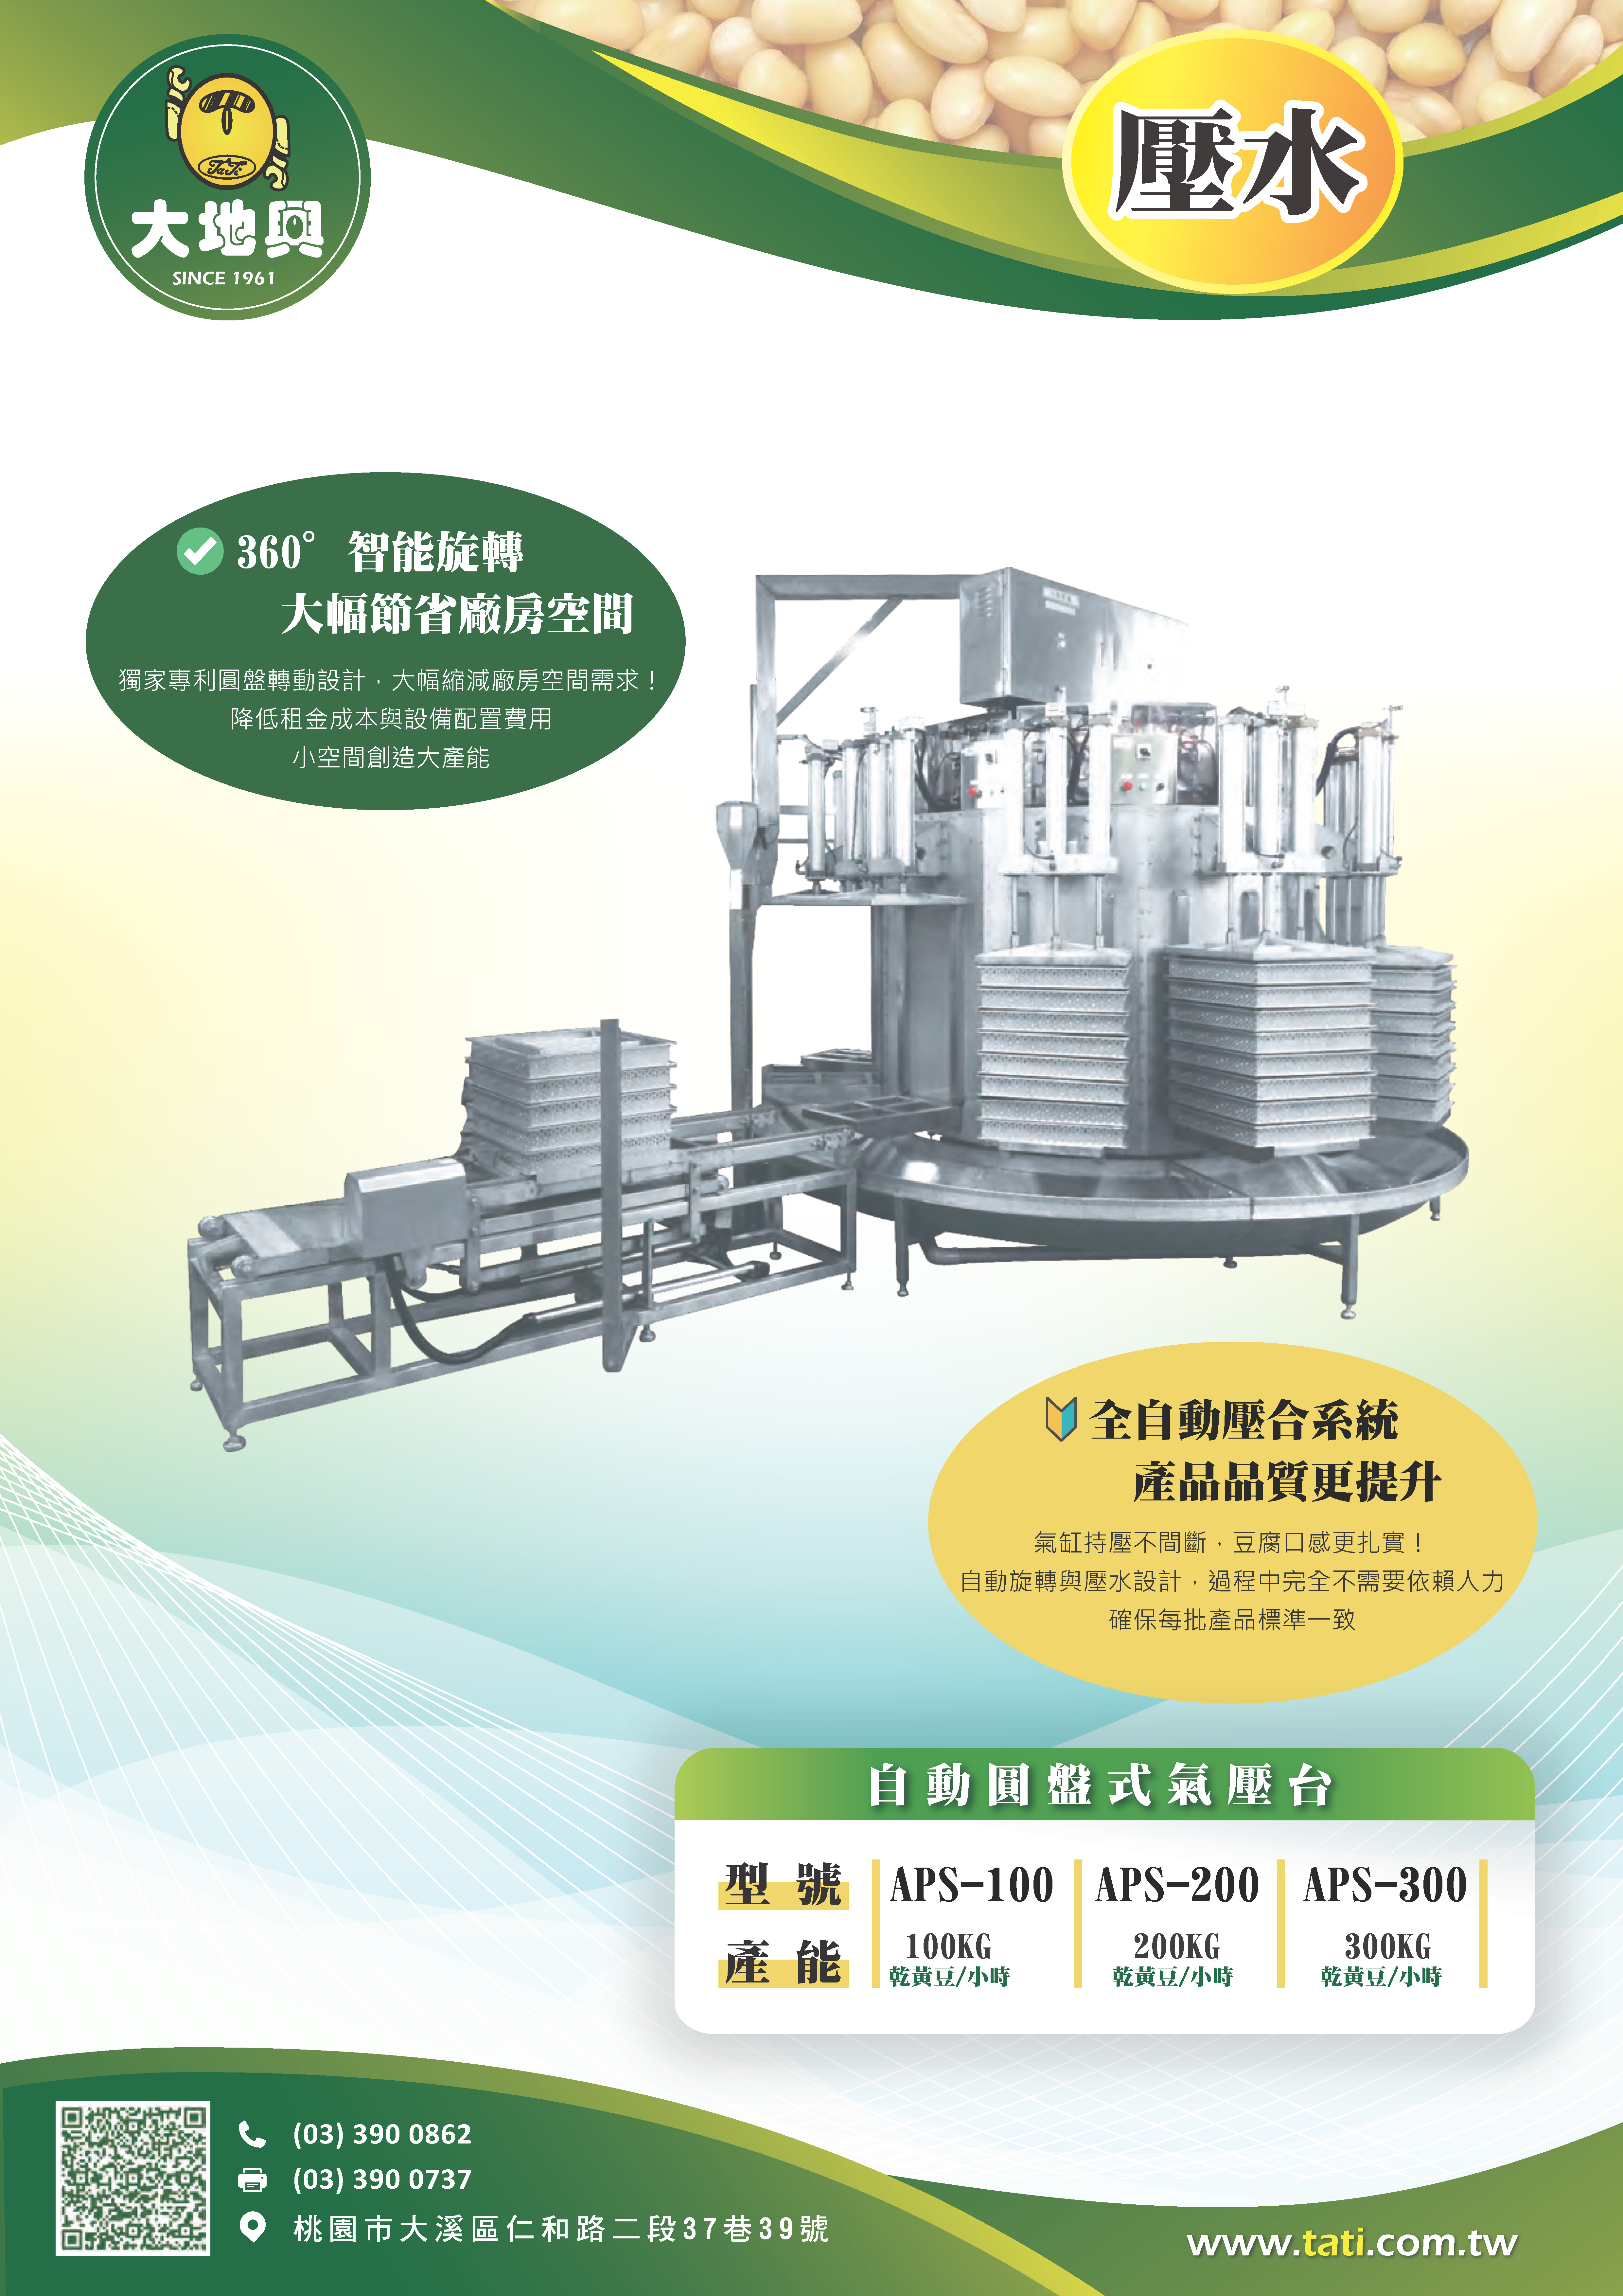 TaTi
大地興
SINCE 1961
壓水
360° 智能旋轉
大幅節省廠房空間
獨家專利圓盤轉動設計，大幅縮減廠房空間需求！
降低租金成本與設備配置費用
小空間創造大產能
全自動壓合系統
產品品質更提升
氣缸持壓不間斷，豆腐口感更扎實！
自動旋轉與壓水設計，過程中完全不需要依賴人力
確保每批產品標準一致
自動圓盤式氣壓台
型號 APS-100 APS-200 APS-300
產能 100KG 200KG 300KG
乾黃豆/小時 乾黃豆/小時 乾黃豆/小時
(03) 390 0862
(03) 390 0737
桃園市大溪區仁和路二段37巷39號
www.tati.com.tw